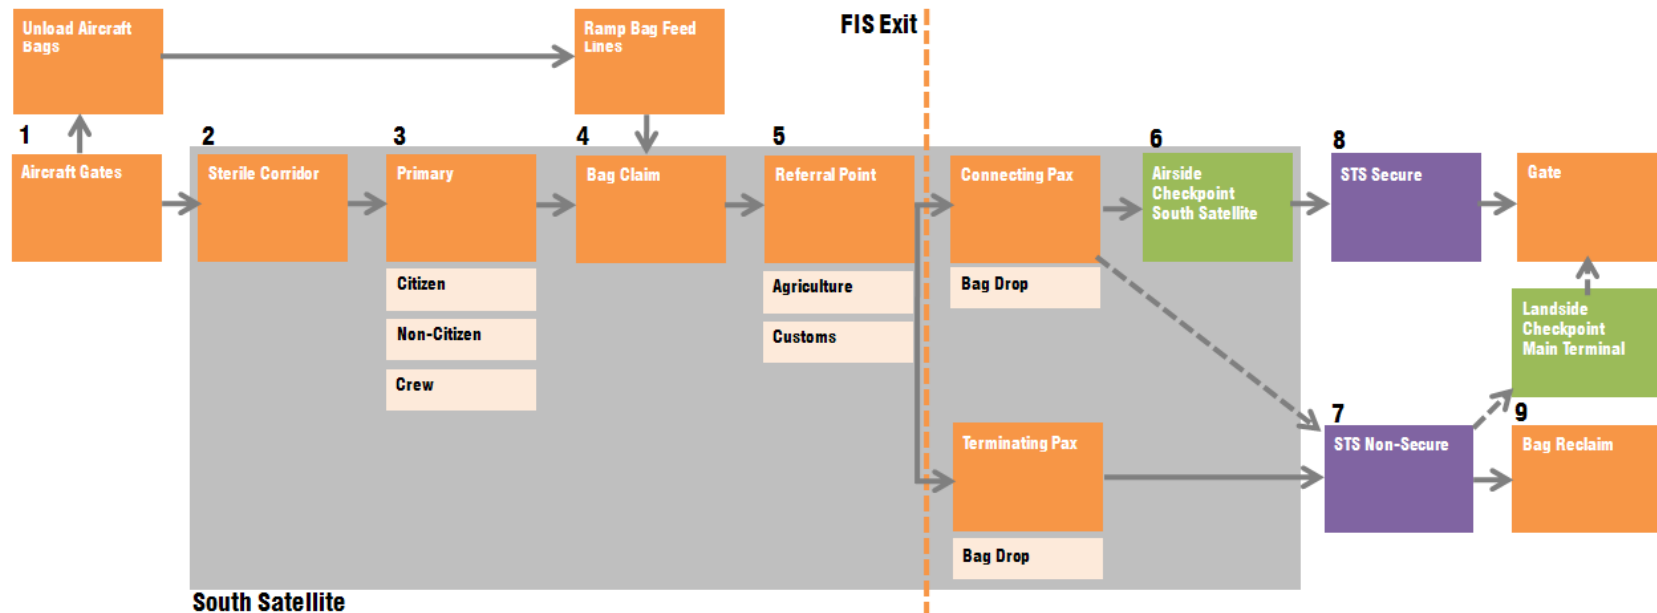 Unload Aircraft
Bags
Ramp Bag Feed
Lines
FIS Exit
1
Aircraft Gates
2
Sterile Corridor
3
Primary
Citizen
Non-Citizen
Crew
4
Bag Claim
5
Referral Point
Agriculture
Customs
Connecting Pax
Bag Drop
6
Airside
Checkpoint
South Satellite
8
STS Secure
Gate
Landside
Checkpoint
Main Terminal
Terminating Pax
Bag Drop
7
STS Non-Secure
9
Bag Reclaim
South Satellite